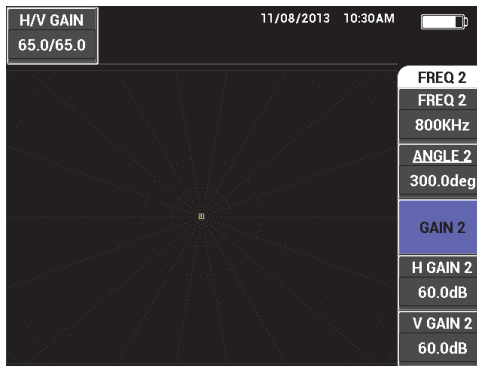 H/V GAIN
65.0/65.0
11/08/2013 10:30AM
FREQ 2
FREQ 2
800KHz
ANGLE 2
300.0deg
GAIN 2
H GAIN 2
60.0dB
V GAIN 2
60.0dB